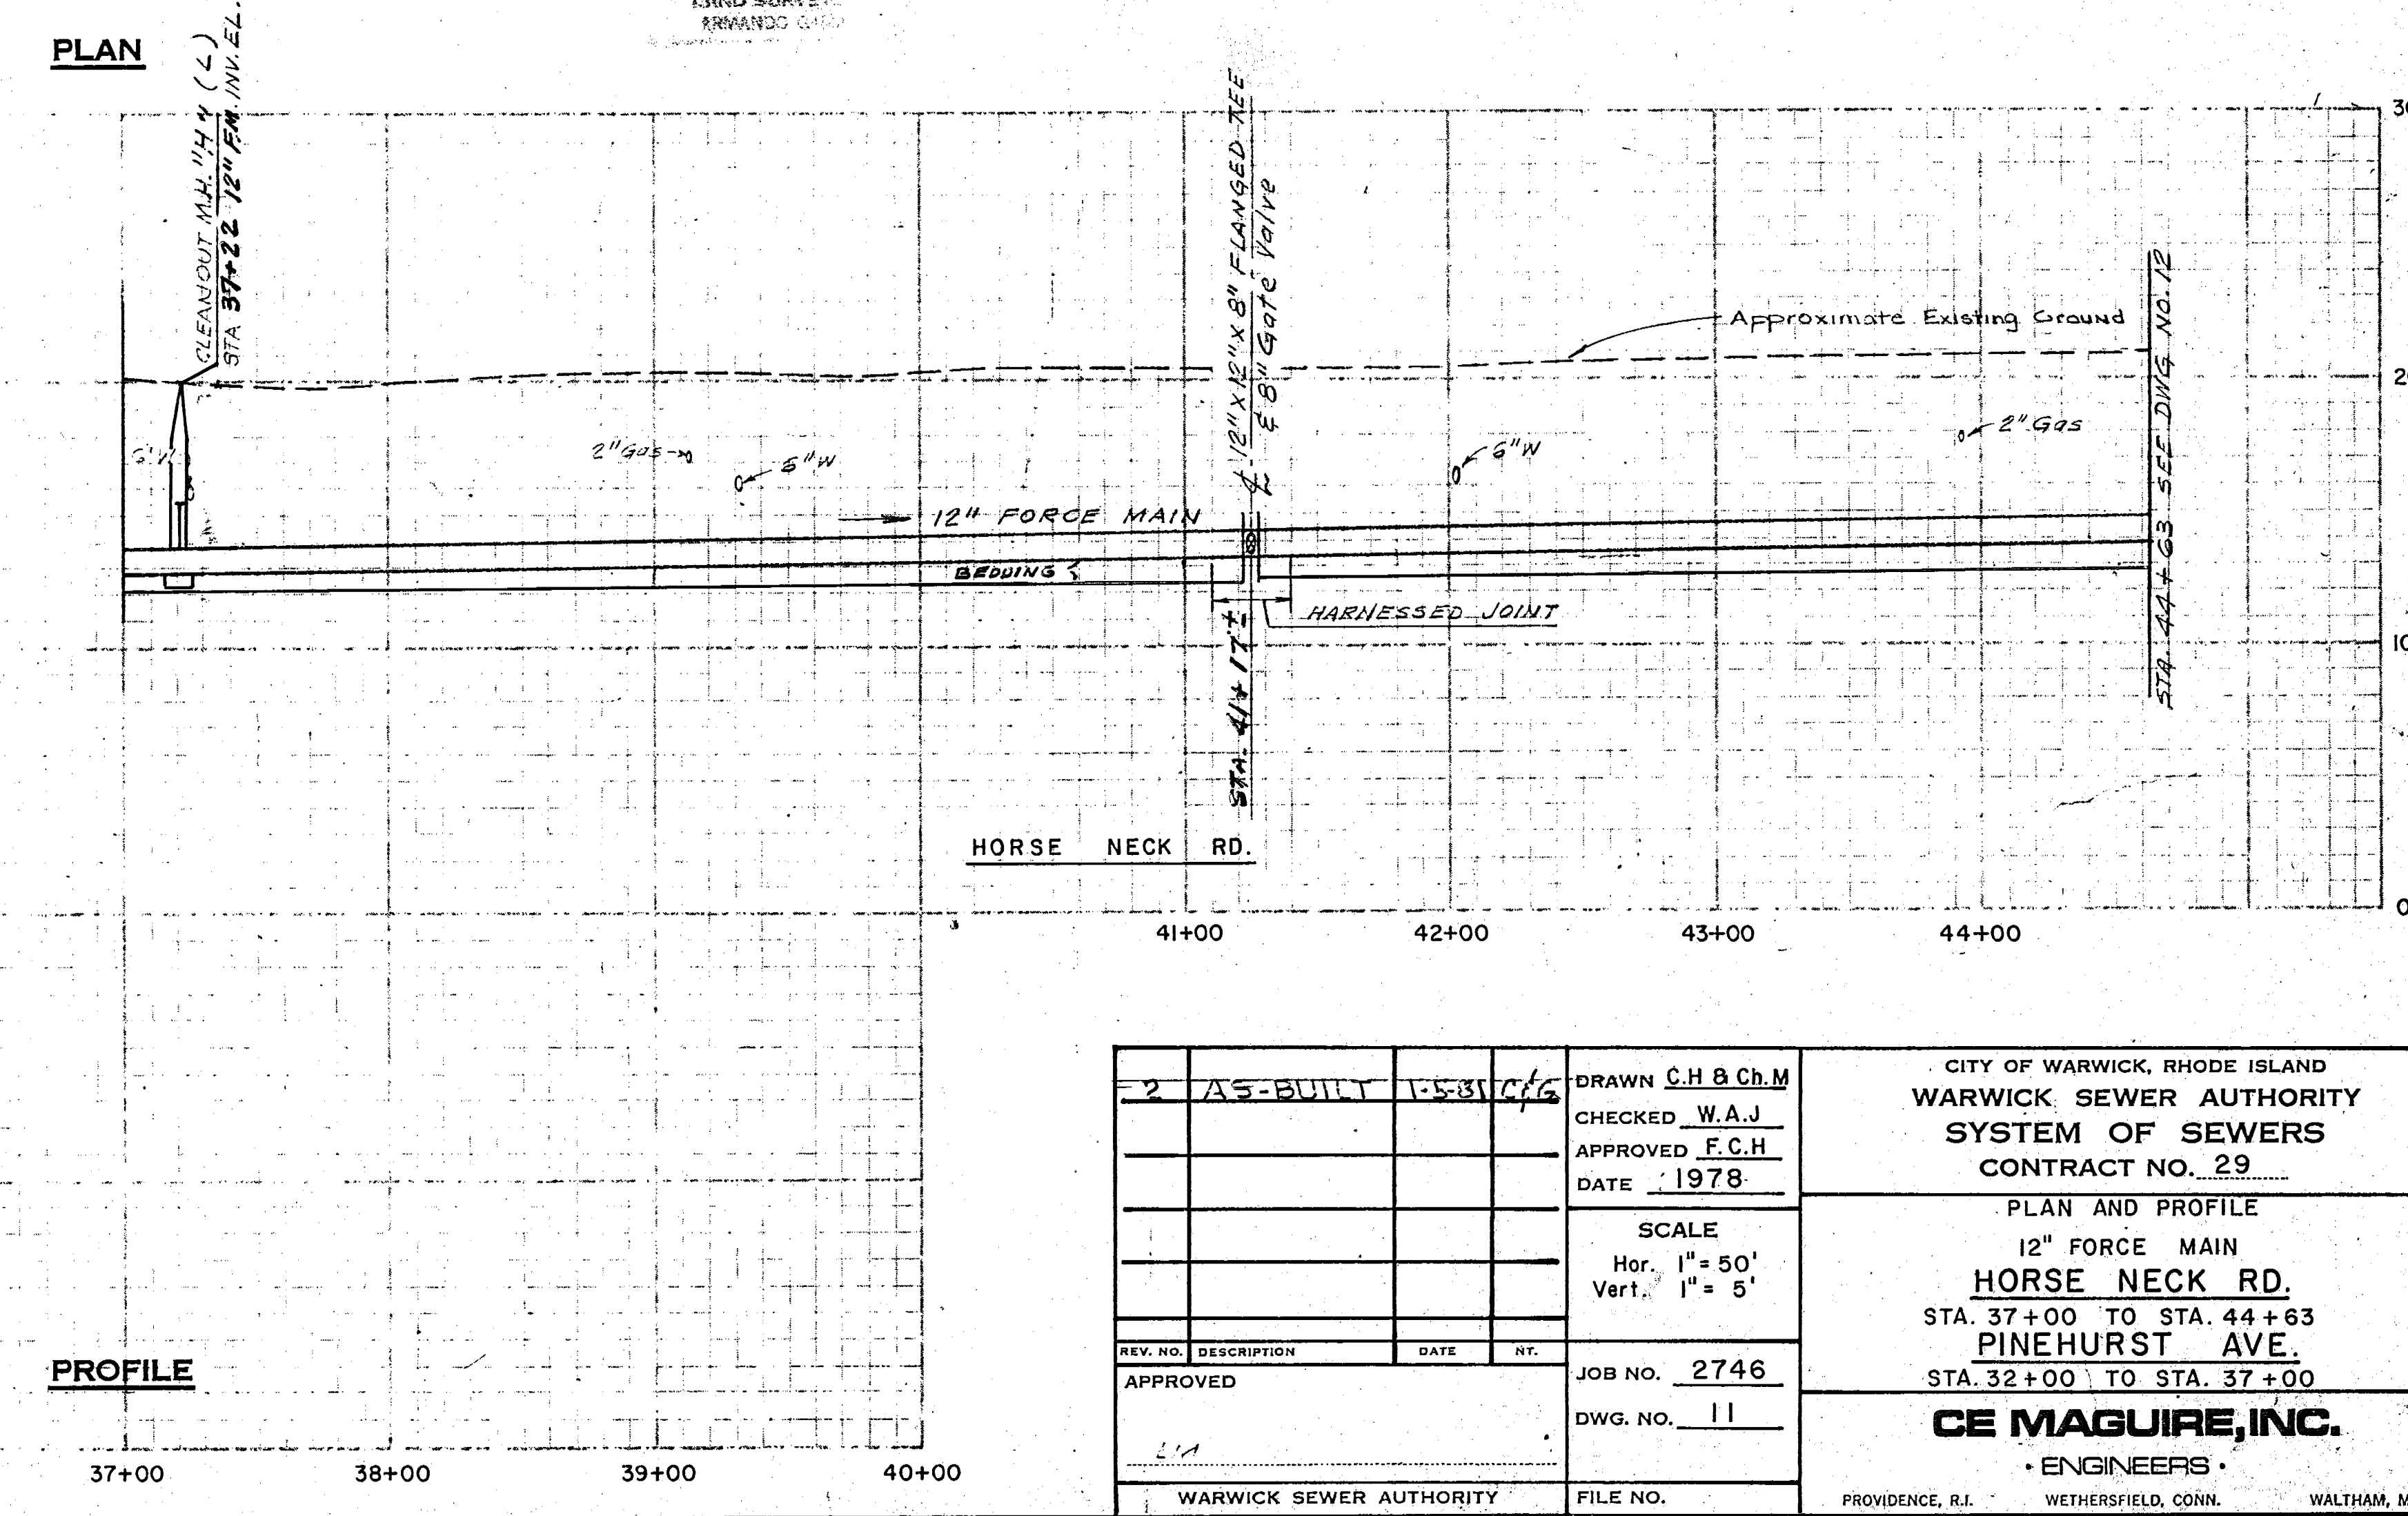 PLAN
CLEANOUT M.H. "H" (L)
STA 37+22 12" F.M. INV. EL.
12" X 12" X 8" FLANGED TEE
& 8" Gate Valve
30
Approximate Existing Ground
20
2" Gas
6" W
6" W
2" Gas
6" W
12" FORCE MAIN
BEDDING
HARNESSED JOINT
STA. 41+17±
STA. 44+63 SEE DWG NO. 12
10
HORSE NECK RD.
0
41+00 42+00 43+00 44+00
PROFILE
37+00 38+00 39+00 40+00
2 AS-BUILT 1-5-81
REV. NO. DESCRIPTION DATE
APPROVED
WARWICK SEWER AUTHORITY
DRAWN C.H & Ch.M
CHECKED W.A.J
APPROVED F.C.H
DATE 1978
SCALE
Hor. 1" = 50'
Vert. 1" = 5'
JOB NO. 2746
DWG. NO. 11
FILE NO.
CITY OF WARWICK, RHODE ISLAND
WARWICK SEWER AUTHORITY
SYSTEM OF SEWERS
CONTRACT NO. 29
PLAN AND PROFILE
12" FORCE MAIN
HORSE NECK RD.
STA. 37+00 TO STA. 44+63
PINEHURST AVE.
STA. 32+00 TO STA. 37+00
CE MAGUIRE, INC.
• ENGINEERS •
PROVIDENCE, R.I. WETHERSFIELD, CONN. WALTHAM, M